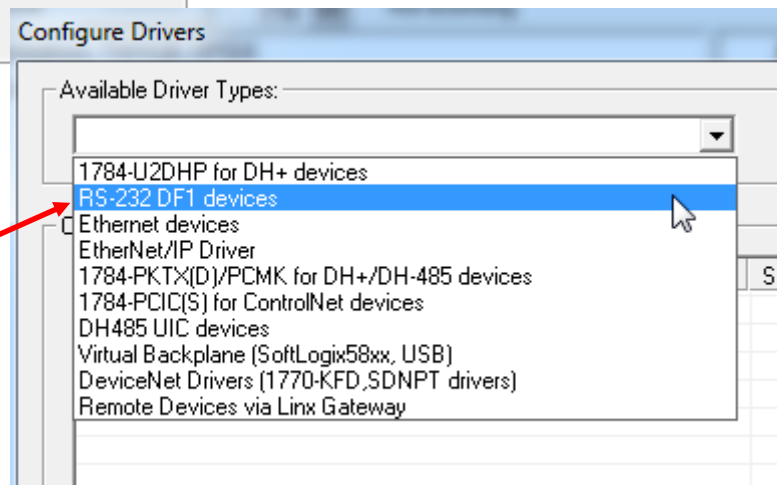 Configure Drivers
Available Driver Types:
1784-U2DHP for DH+ devices
RS-232 DF1 devices
Ethernet devices
EtherNet/IP Driver
1784-PKTX(D)/PCMK for DH+/DH-485 devices
1784-PCIC(S) for ControlNet devices
DH485 UIC devices
Virtual Backplane (SoftLogix58xx, USB)
DeviceNet Drivers (1770-KFD,SDNPT drivers)
Remote Devices via Linx Gateway